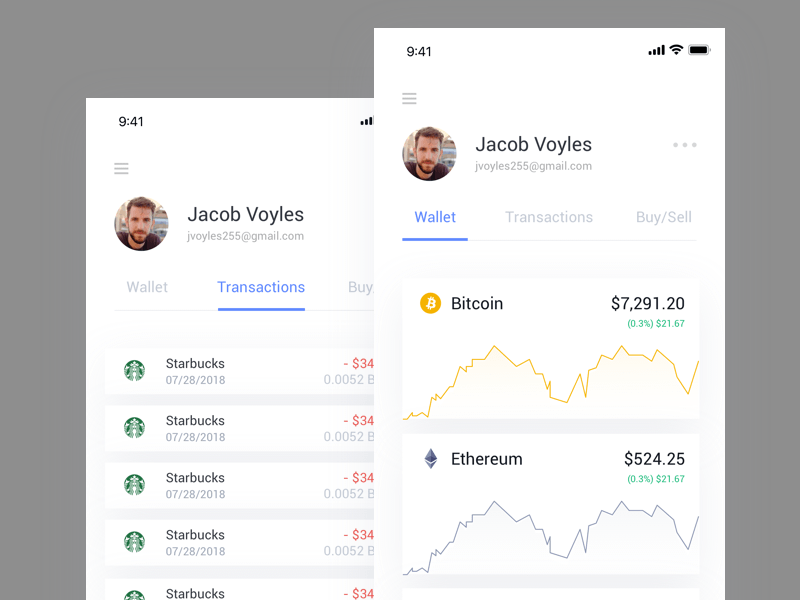 9:41
Jacob Voyles
jvoyles255@gmail.com
Wallet Transactions Buy/
Starbucks - $34
07/28/2018 0.0052 B
Starbucks - $34
07/28/2018 0.0052 B
Starbucks - $34
07/28/2018 0.0052 B
Starbucks - $34
07/28/2018 0.0052 B
Starbucks - $34
9:41
Jacob Voyles
jvoyles255@gmail.com
Wallet Transactions Buy/Sell
Bitcoin $7,291.20
(0.3%) $21.67
Ethereum $524.25
(0.3%) $21.67